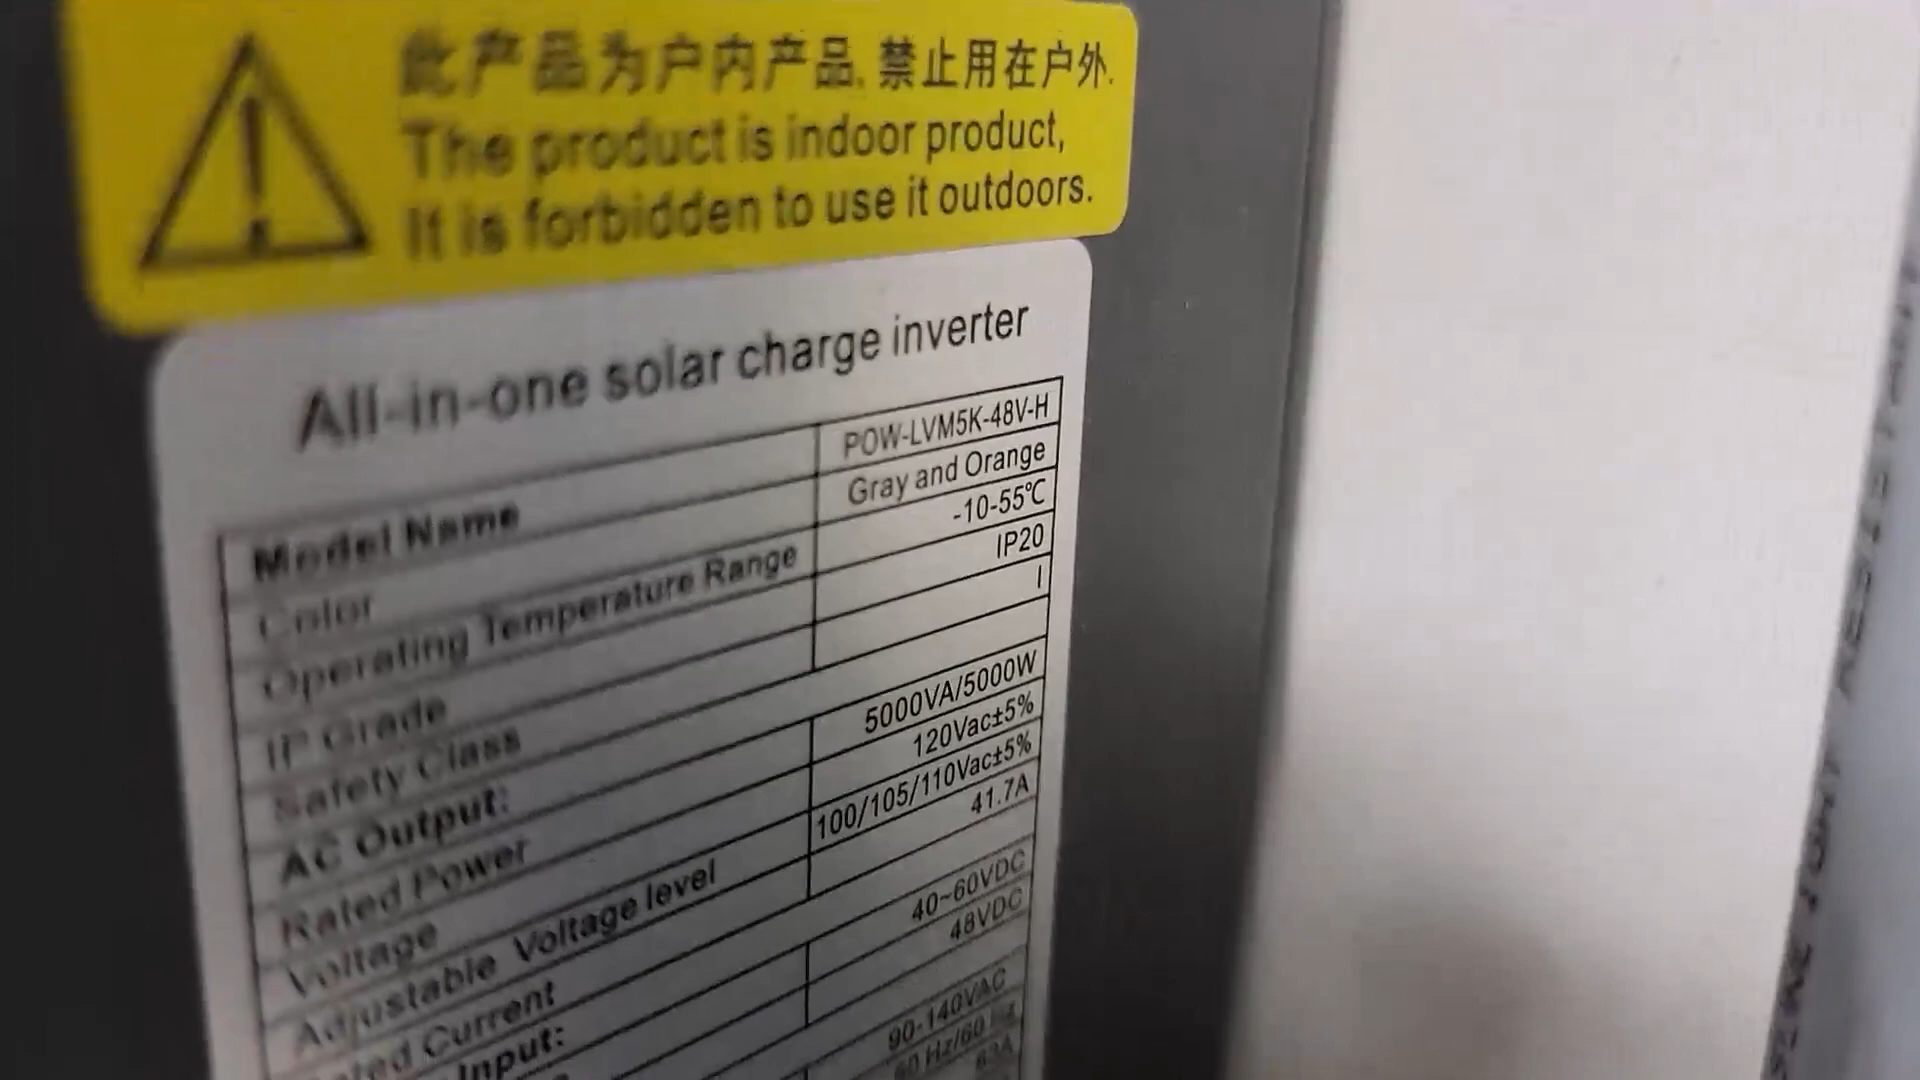 此产品为户内产品,禁止用在户外.
The product is indoor product,
It is forbidden to use it outdoors.
All-in-one solar charge inverter
Model Name POW-LVM5K-48V-H
Color Gray and Orange
Operating Temperature Range -10-55℃
IP Grade IP20
Safety Class I
AC Output:
Rated Power 5000VA/5000W
Voltage 120Vac±5%
Adjustable Voltage level 100/105/110Vac±5%
Rated Current 41.7A
Input:
40~60VDC
48VDC
90-140VAC
60 Hz
63A